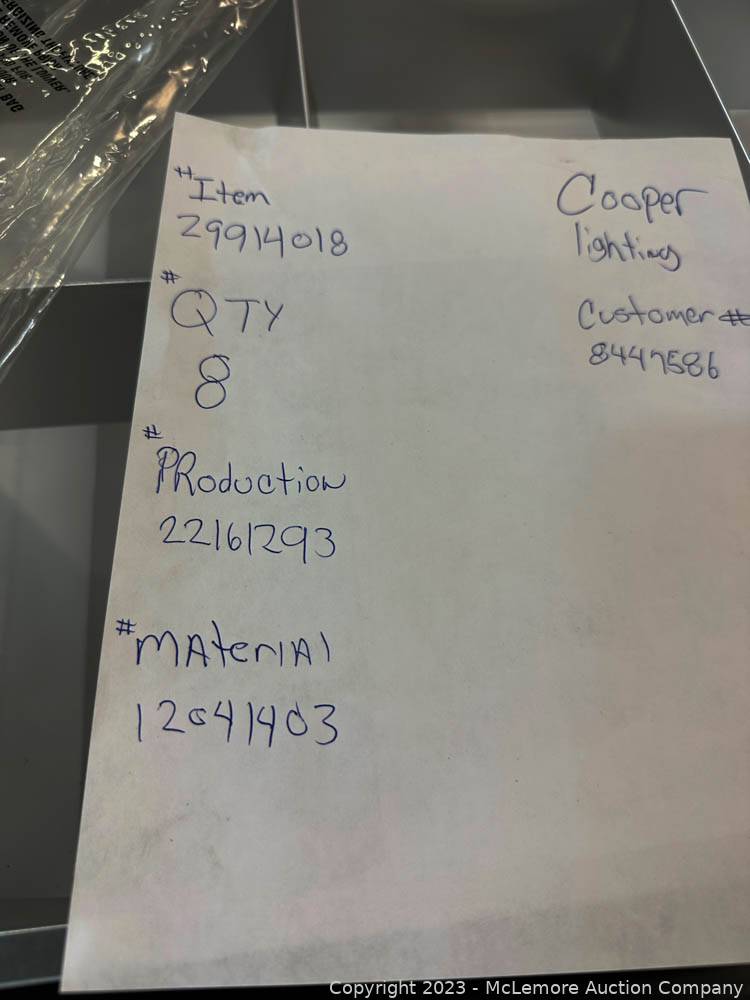 # Item
29914018
# QTY
8
# PRoduction
22161293
# MAterIAl
12041403
Cooper
lighting
Customer #
8447586
Copyright 2023 - McLemore Auction Company